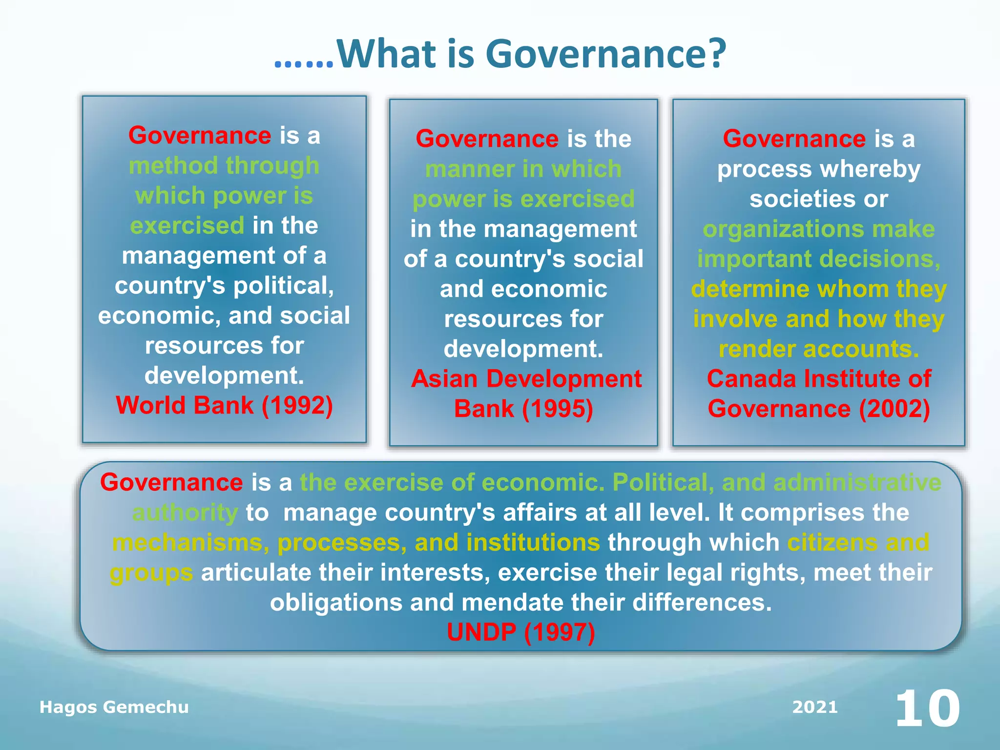 ......What is Governance?
Governance is a
method through
which power is
exercised in the
management of a
country's political,
economic, and social
resources for
development.
World Bank (1992)
Governance is the
manner in which
power is exercised
in the management
of a country's social
and economic
resources for
development.
Asian Development
Bank (1995)
Governance is a
process whereby
societies or
organizations make
important decisions,
determine whom they
involve and how they
render accounts.
Canada Institute of
Governance (2002)
Governance is a the exercise of economic. Political, and administrative
authority to  manage country's affairs at all level. It comprises the
mechanisms, processes, and institutions through which citizens and
groups articulate their interests, exercise their legal rights, meet their
obligations and mendate their differences.
UNDP (1997)
Hagos Gemechu
2021
10